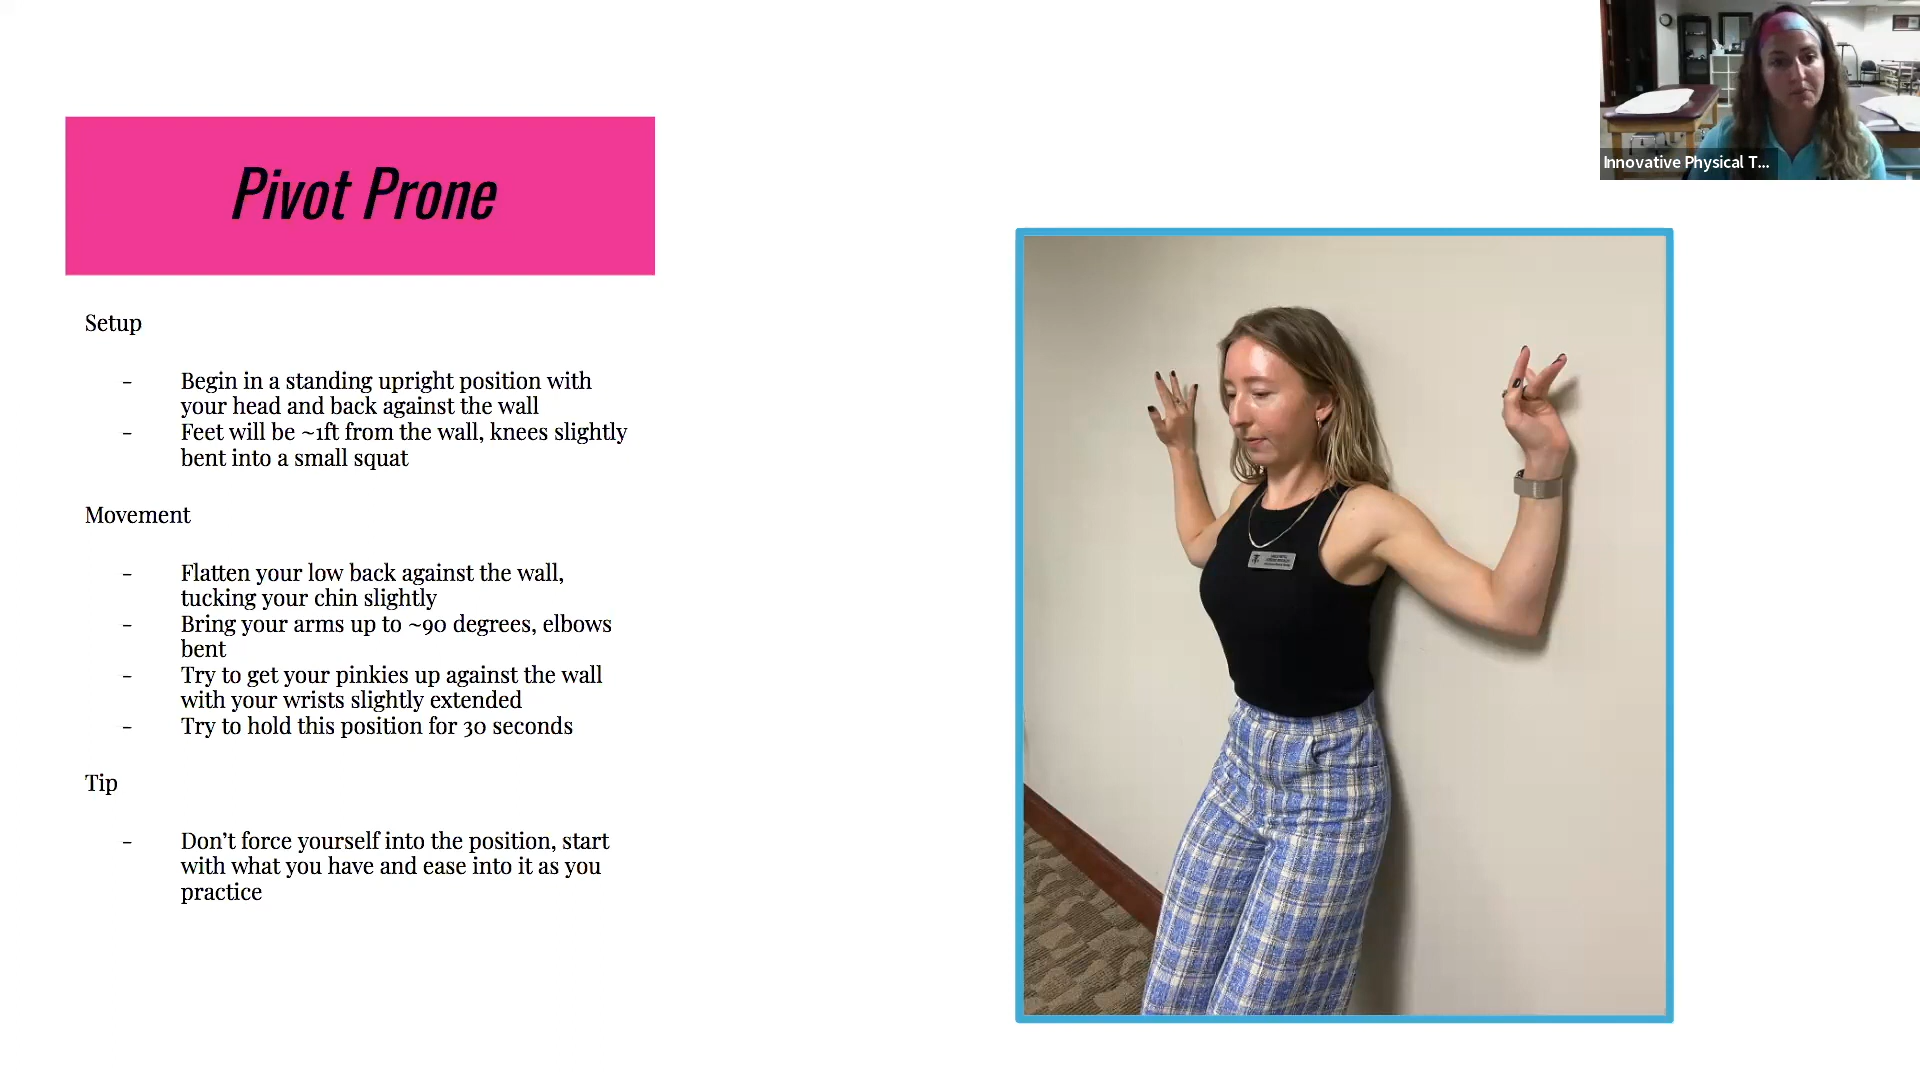 Pivot Prone
Innovative Physical T...
Setup
- Begin in a standing upright position with
your head and back against the wall
- Feet will be ~1ft from the wall, knees slightly
bent into a small squat
Movement
- Flatten your low back against the wall,
tucking your chin slightly
- Bring your arms up to ~90 degrees, elbows
bent
- Try to get your pinkies up against the wall
with your wrists slightly extended
- Try to hold this position for 30 seconds
Tip
- Don’t force yourself into the position, start
with what you have and ease into it as you
practice